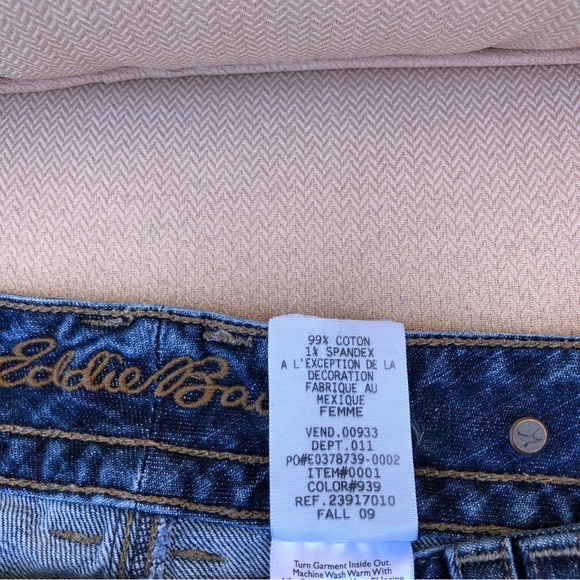 Eddie Bau
99% COTON
1% SPANDEX
A L'EXCEPTION DE LA
DECORATION
FABRIQUE AU
MEXIQUE
FEMME
VEND.00933
DEPT.011
PO#E0378739-0002
ITEM#0001
COLOR#939
REF.23917010
FALL 09
Turn Garment Inside Out.
Machine Wash Warm With